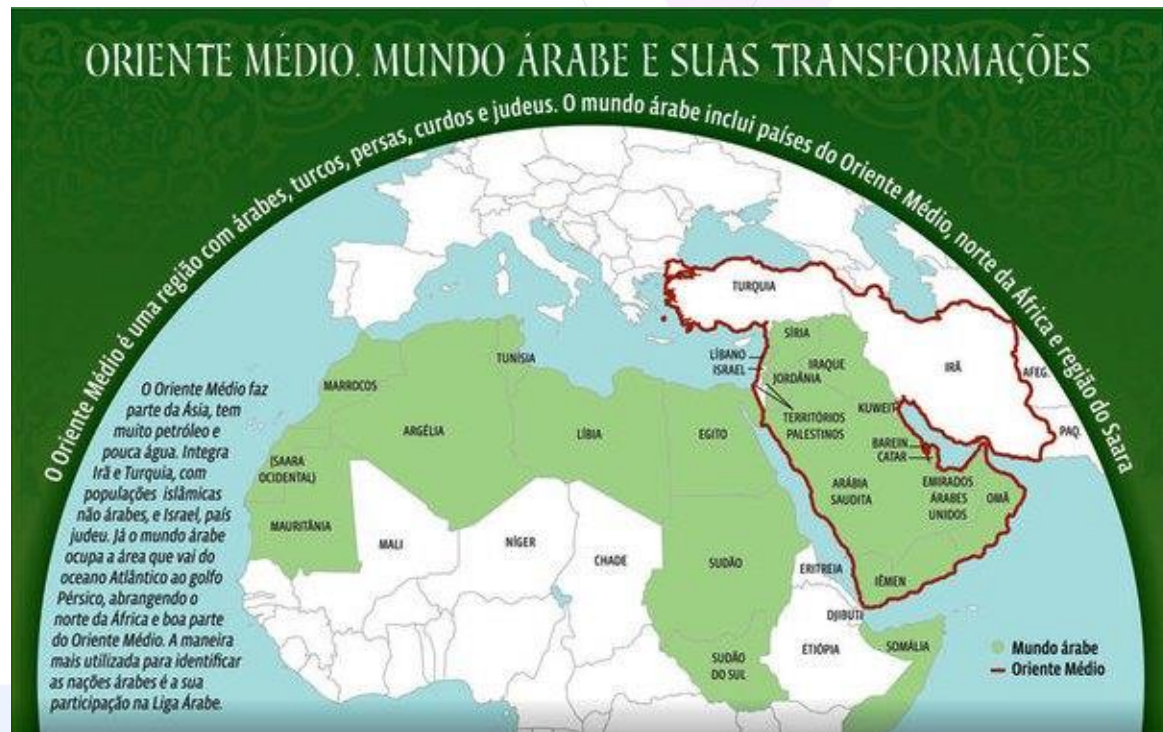 ORIENTE MÉDIO. MUNDO ÁRABE E SUAS TRANSFORMAÇÕES
O Oriente Médio é uma região com árabes, turcos, persas, curdos e judeus. O mundo árabe inclui países do Oriente Médio, norte da África e região do Saara
O Oriente Médio faz
parte da Ásia, tem
muito petróleo e
pouca água. Integra
Irã e Turquia, com
populações islâmicas
não árabes, e Israel, país
judeu. Já o mundo árabe
ocupa a área que vai do
oceano Atlântico ao golfo
Pérsico, abrangendo o
norte da África e boa parte
do Oriente Médio. A maneira
mais utilizada para identificar
as nações árabes é a sua
participação na Liga Árabe.
TURQUIA
SÍRIA
LÍBANO
ISRAEL
IRAQUE
JORDÂNIA
IRÃ
AFEG.
PAQ.
TUNÍSIA
MARROCOS
ARGÉLIA
LÍBIA
EGITO
TERRITÓRIOS
PALESTINOS
KUWEIT
BAREIN
CATAR
(SAARA
OCIDENTAL)
ARÁBIA
SAUDITA
EMIRADOS
ÁRABES
UNIDOS
OMÃ
MAURITÂNIA
MALI
NÍGER
CHADE
SUDÃO
ERITREIA
IÊMEN
DJIBUTI
ETIÓPIA
SOMÁLIA
SUDÃO
DO SUL
Mundo árabe
Oriente Médio